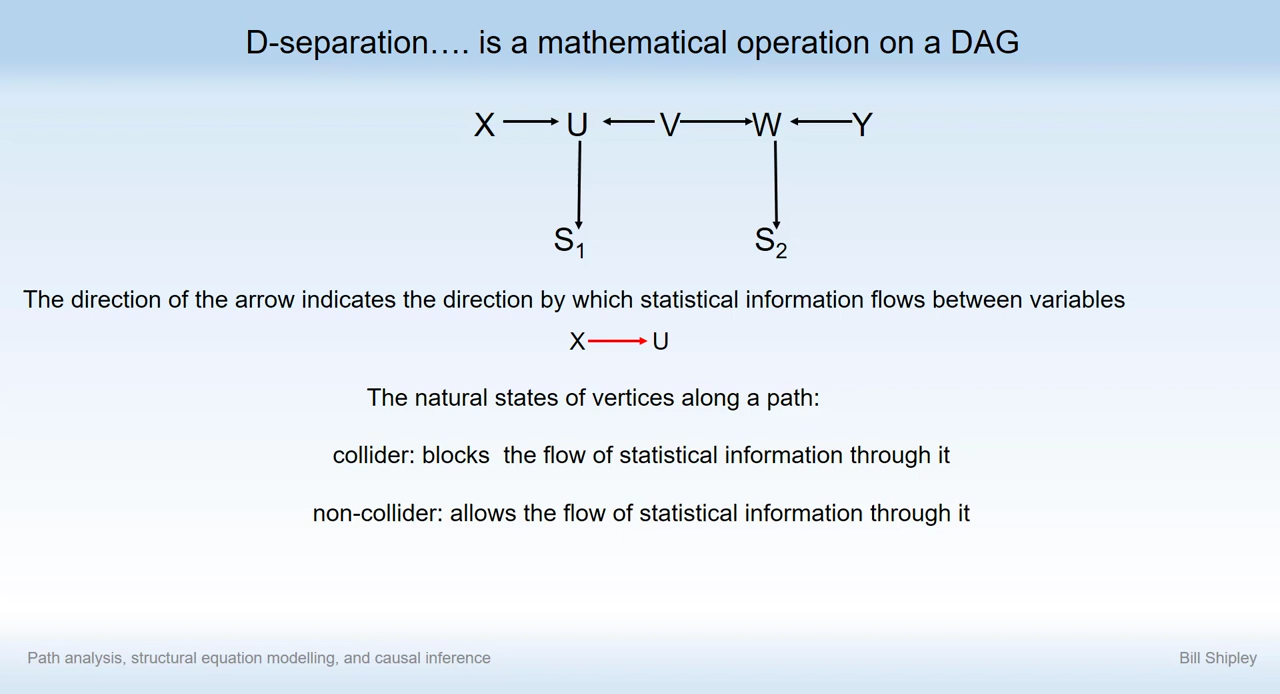 D-separation…. is a mathematical operation on a DAG
X U V W Y
S1 S2
The direction of the arrow indicates the direction by which statistical information flows between variables
X U
The natural states of vertices along a path:
collider: blocks  the flow of statistical information through it
non-collider: allows the flow of statistical information through it
Path analysis, structural equation modelling, and causal inference
Bill Shipley